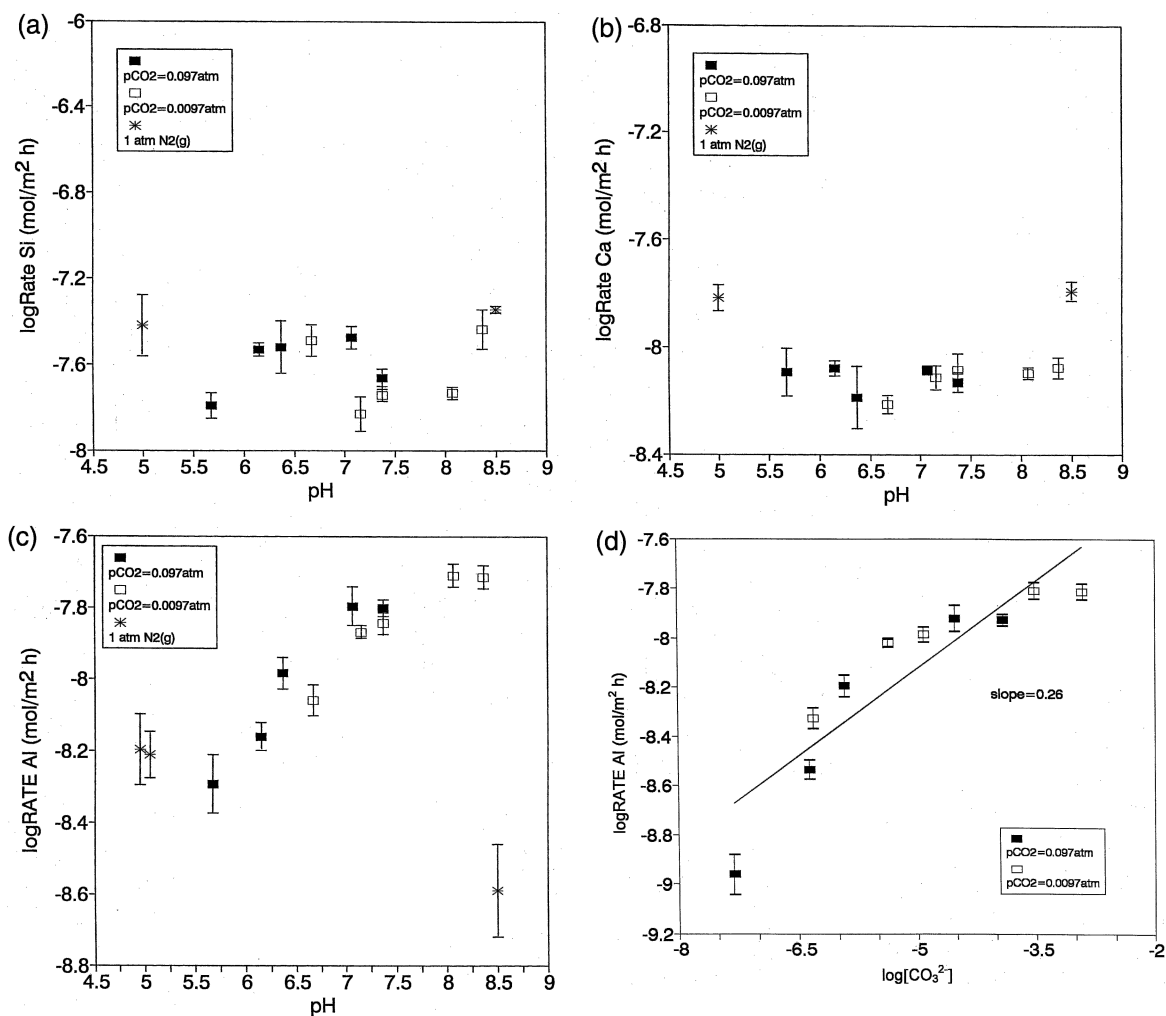 (a)
-6
-6.4
-6.8
-7.2
-7.6
-8
logRate Si (mol/m² h)
pCO2=0.097atm
pCO2=0.0097atm
1 atm N2(g)
4.5 5 5.5 6 6.5 7 7.5 8 8.5 9
pH
(b)
-6.8
-7.2
-7.6
-8
-8.4
logRate Ca (mol/m² h)
pCO2=0.097atm
pCO2=0.0097atm
1 atm N2(g)
4.5 5 5.5 6 6.5 7 7.5 8 8.5 9
pH
(c)
-7.6
-7.8
-8
-8.2
-8.4
-8.6
-8.8
logRATE Al (mol/m2 h)
pCO2=0.097atm
pCO2=0.0097atm
1 atm N2(g)
4.5 5 5.5 6 6.5 7 7.5 8 8.5 9
pH
(d)
-7.6
-7.8
-8
-8.2
-8.4
-8.6
-8.8
-9
-9.2
logRATE Al (mol/m² h)
slope=0.26
pCO2=0.097atm
pCO2=0.0097atm
-8 -6.5 -5 -3.5 -2
log[CO₃²⁻]